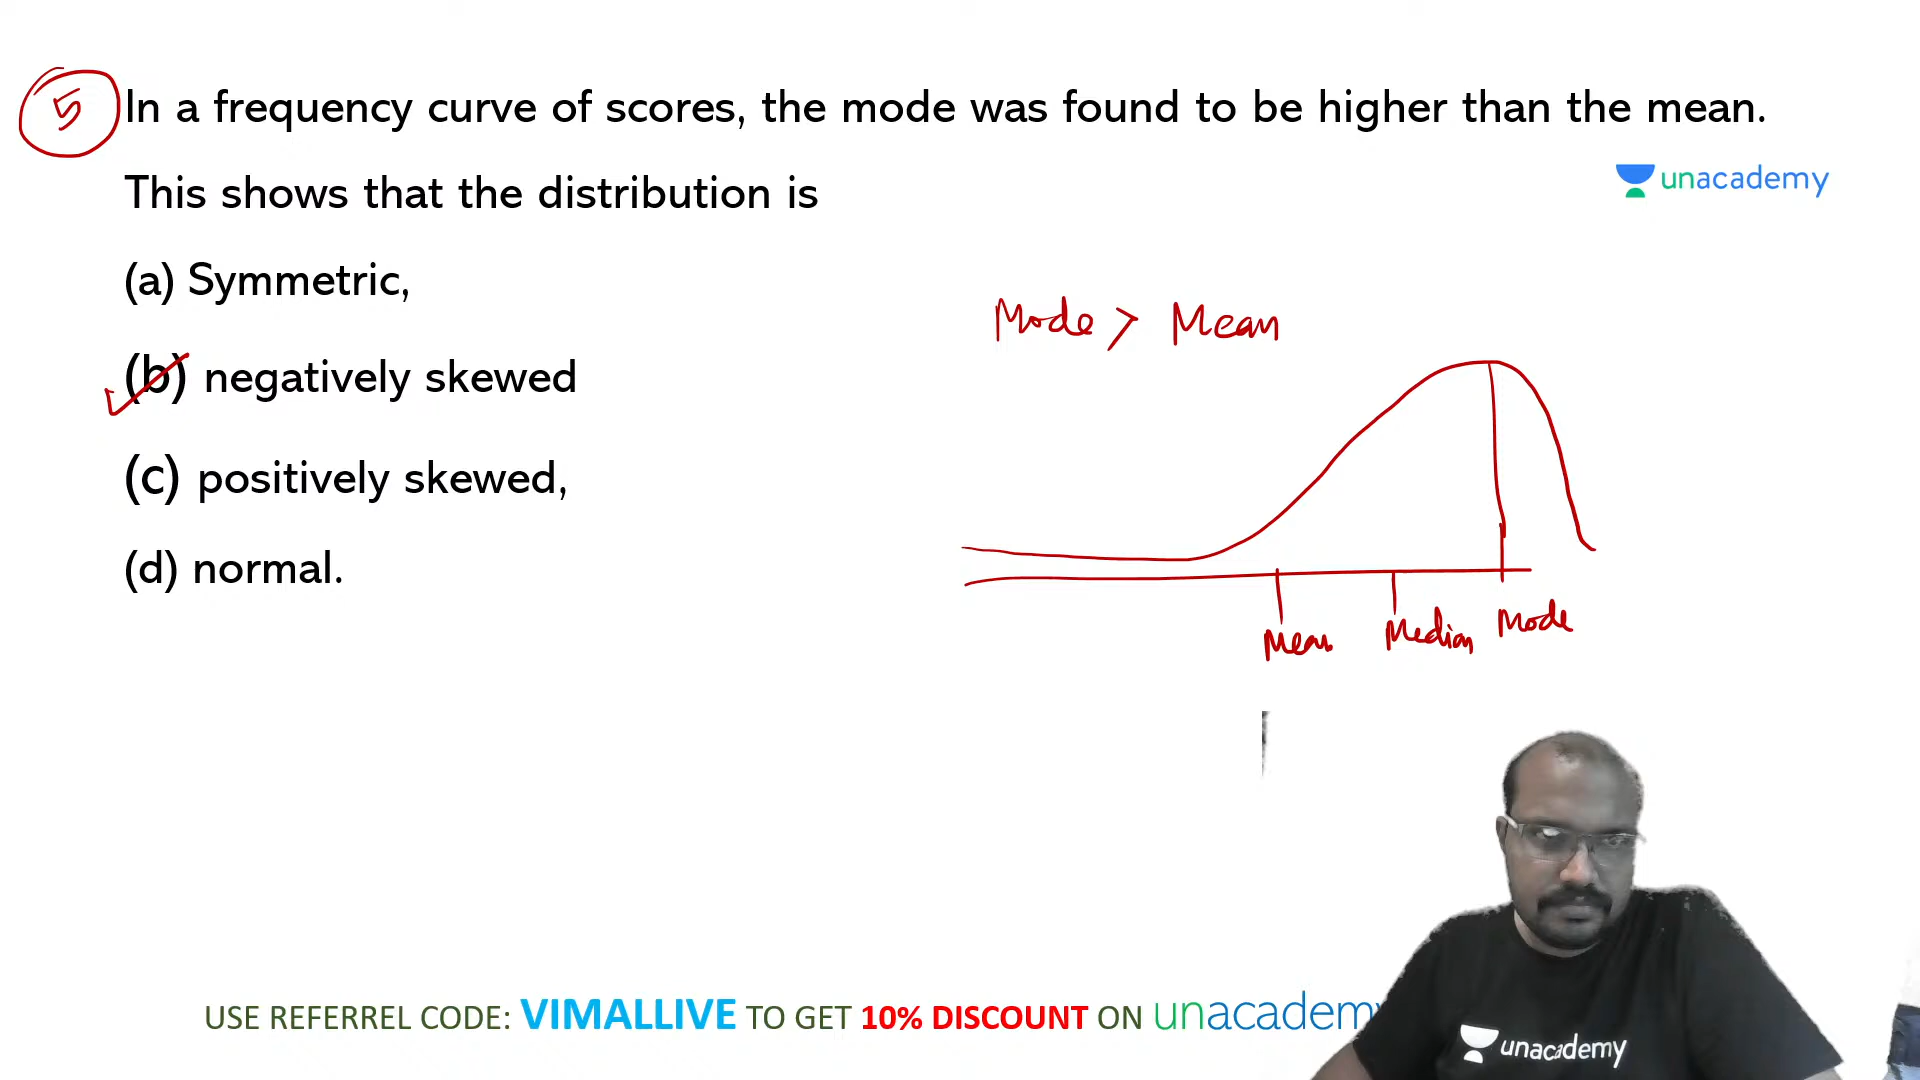 5
In a frequency curve of scores, the mode was found to be higher than the mean.
This shows that the distribution is
unacademy
(a) Symmetric,
Mode > Mean
(b) negatively skewed
(c) positively skewed,
(d) normal.
Mean Median Mode
USE REFERREL CODE: VIMALLIVE TO GET 10% DISCOUNT ON unacademy
unacademy